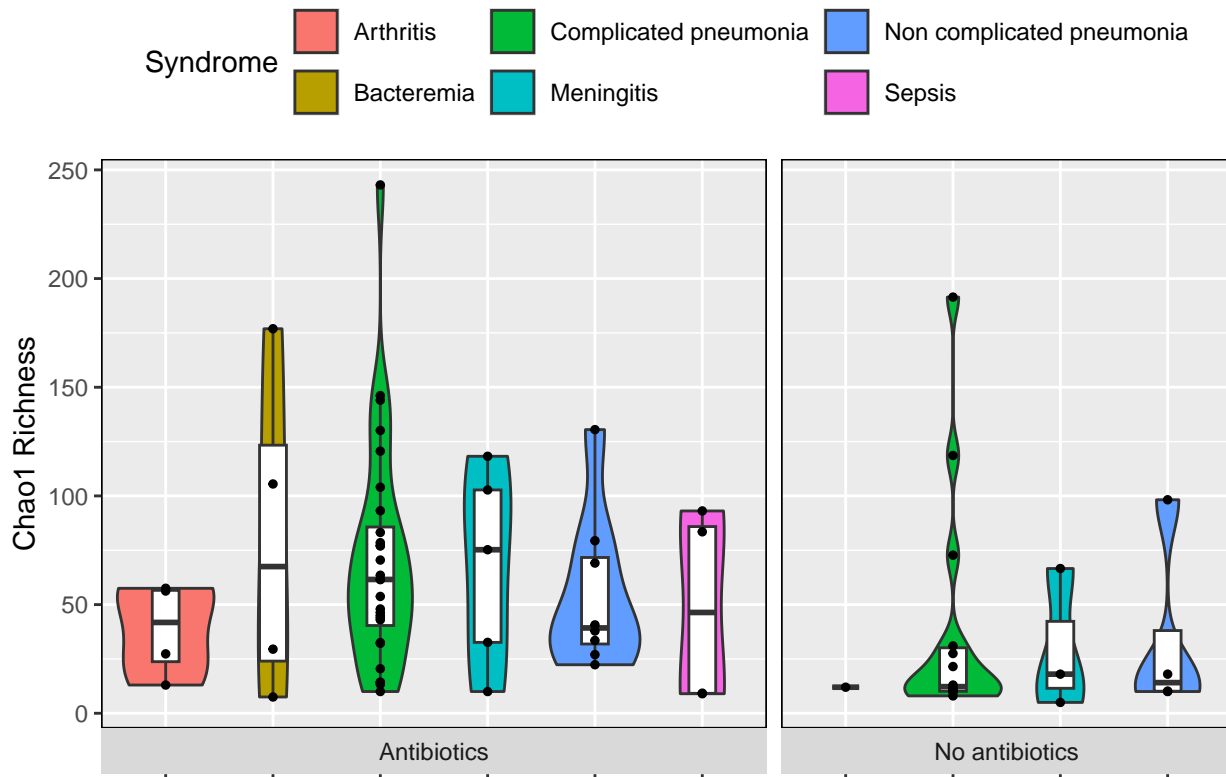 Syndrome
Arthritis
Complicated pneumonia
Non complicated pneumonia
Bacteremia
Meningitis
Sepsis
Chao1 Richness
250
200
150
100
50
0
Antibiotics
No antibiotics